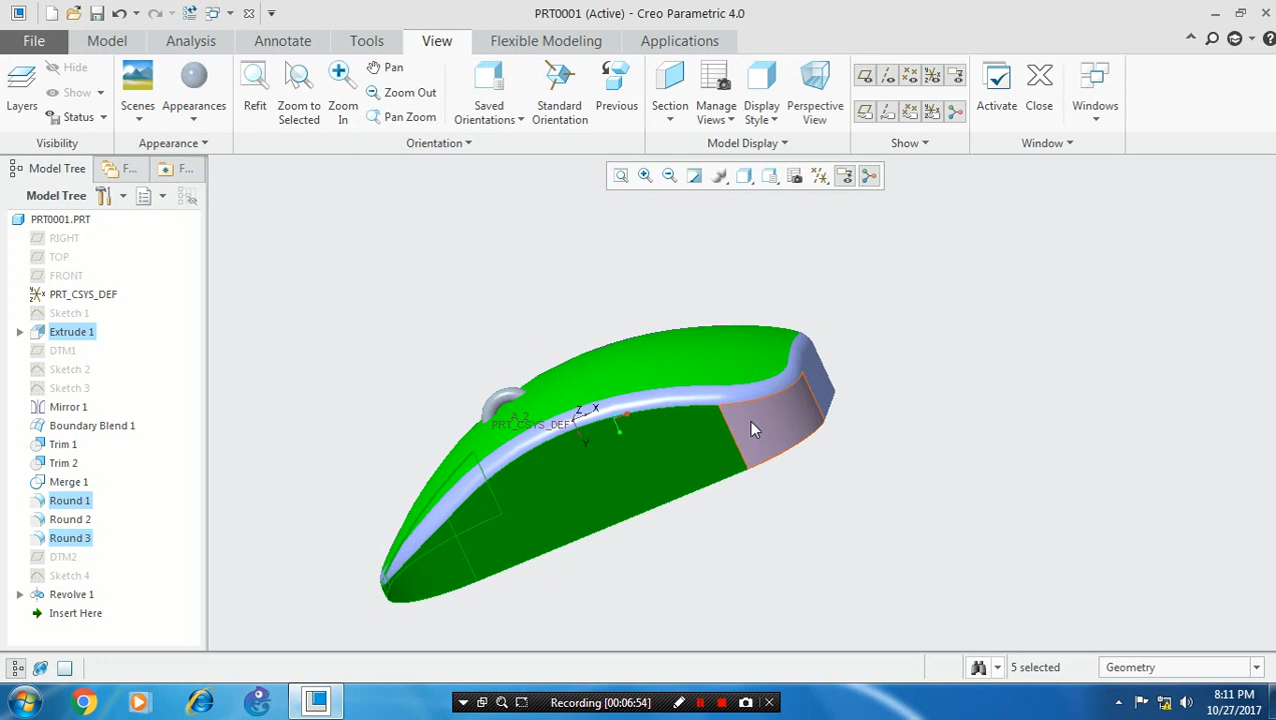 PRT0001 (Active) - Creo Parametric 4.0
File Model Analysis Annotate Tools View Flexible Modeling Applications
Layers
Hide
Show
Status
Visibility
Scenes
Appearances
Appearance
Refit
Zoom to Selected
Zoom In
Pan
Zoom Out
Pan Zoom
Saved Orientations
Standard Orientation
Previous
Orientation
Section
Manage Views
Display Style
Perspective View
Model Display
Show
Activate
Close
Windows
Window
Model Tree F... F...
Model Tree
PRT0001.PRT
RIGHT
TOP
FRONT
PRT_CSYS_DEF
Sketch 1
Extrude 1
DTM1
Sketch 2
Sketch 3
Mirror 1
Boundary Blend 1
Trim 1
Trim 2
Merge 1
Round 1
Round 2
Round 3
DTM2
Sketch 4
Revolve 1
Insert Here
Z X
A_2
PRT_CSYS_DEF
Y
5 selected
Geometry
Recording [00:06:54]
8:11 PM
10/27/2017